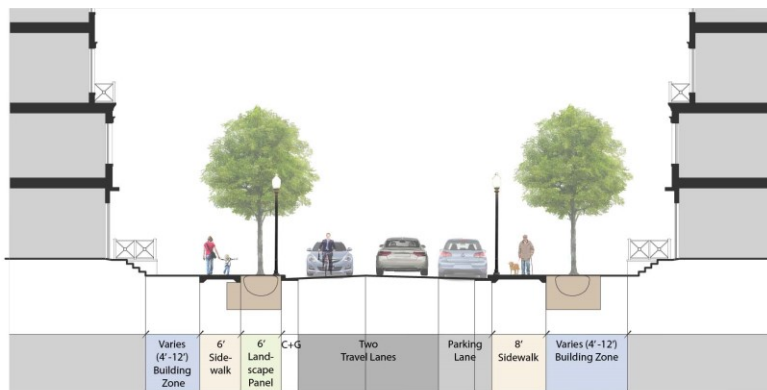 Varies
(4' -12')
Building
Zone
6'
Side-
walk
6'
Land-
scape
Panel
C+G
Two
Travel Lanes
Parking
Lane
8'
Sidewalk
Varies (4' -12')
Building Zone